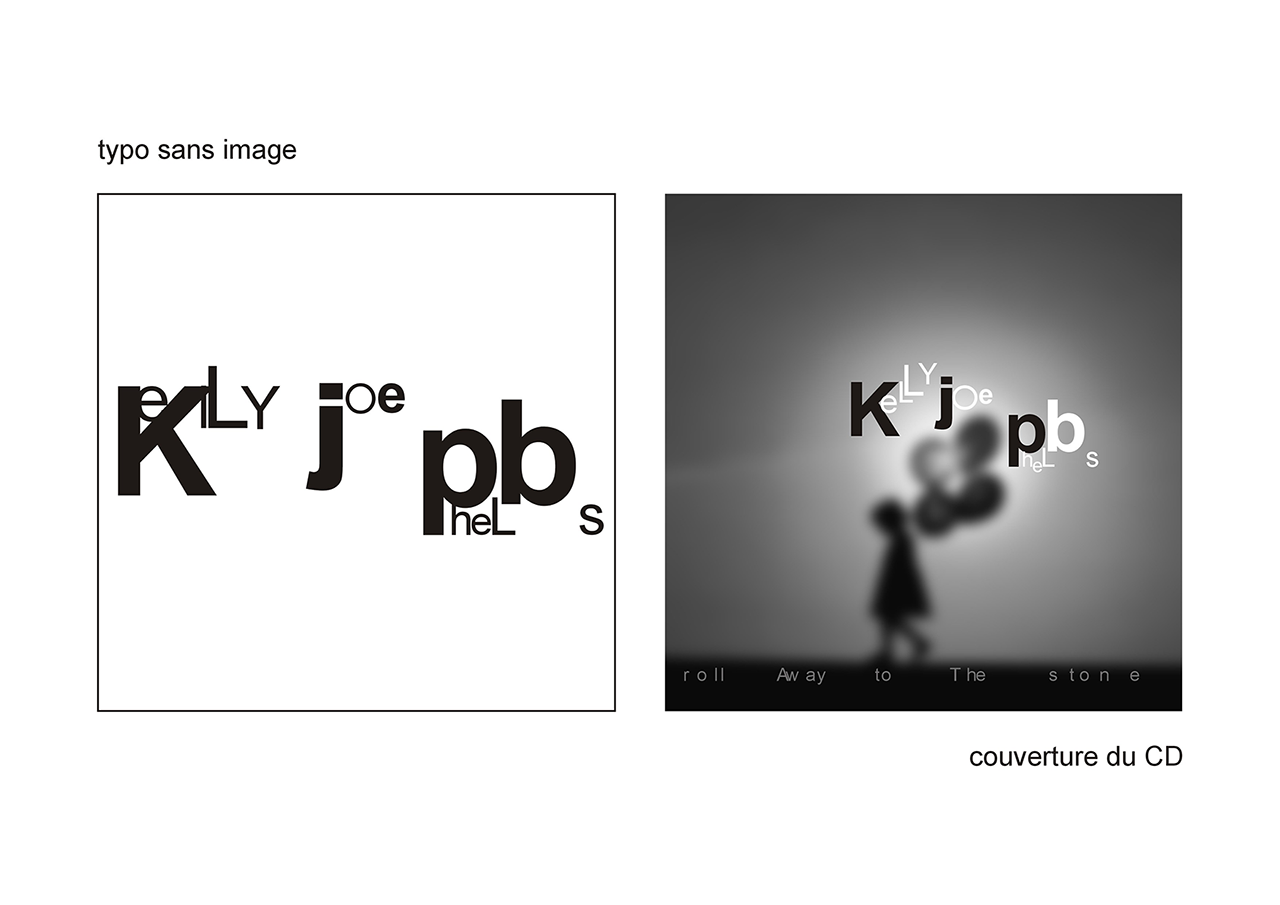 typo sans image
KeLLY joe pheLbs
KeLLY joe pheLbs
roll Away to The stone
couverture du CD